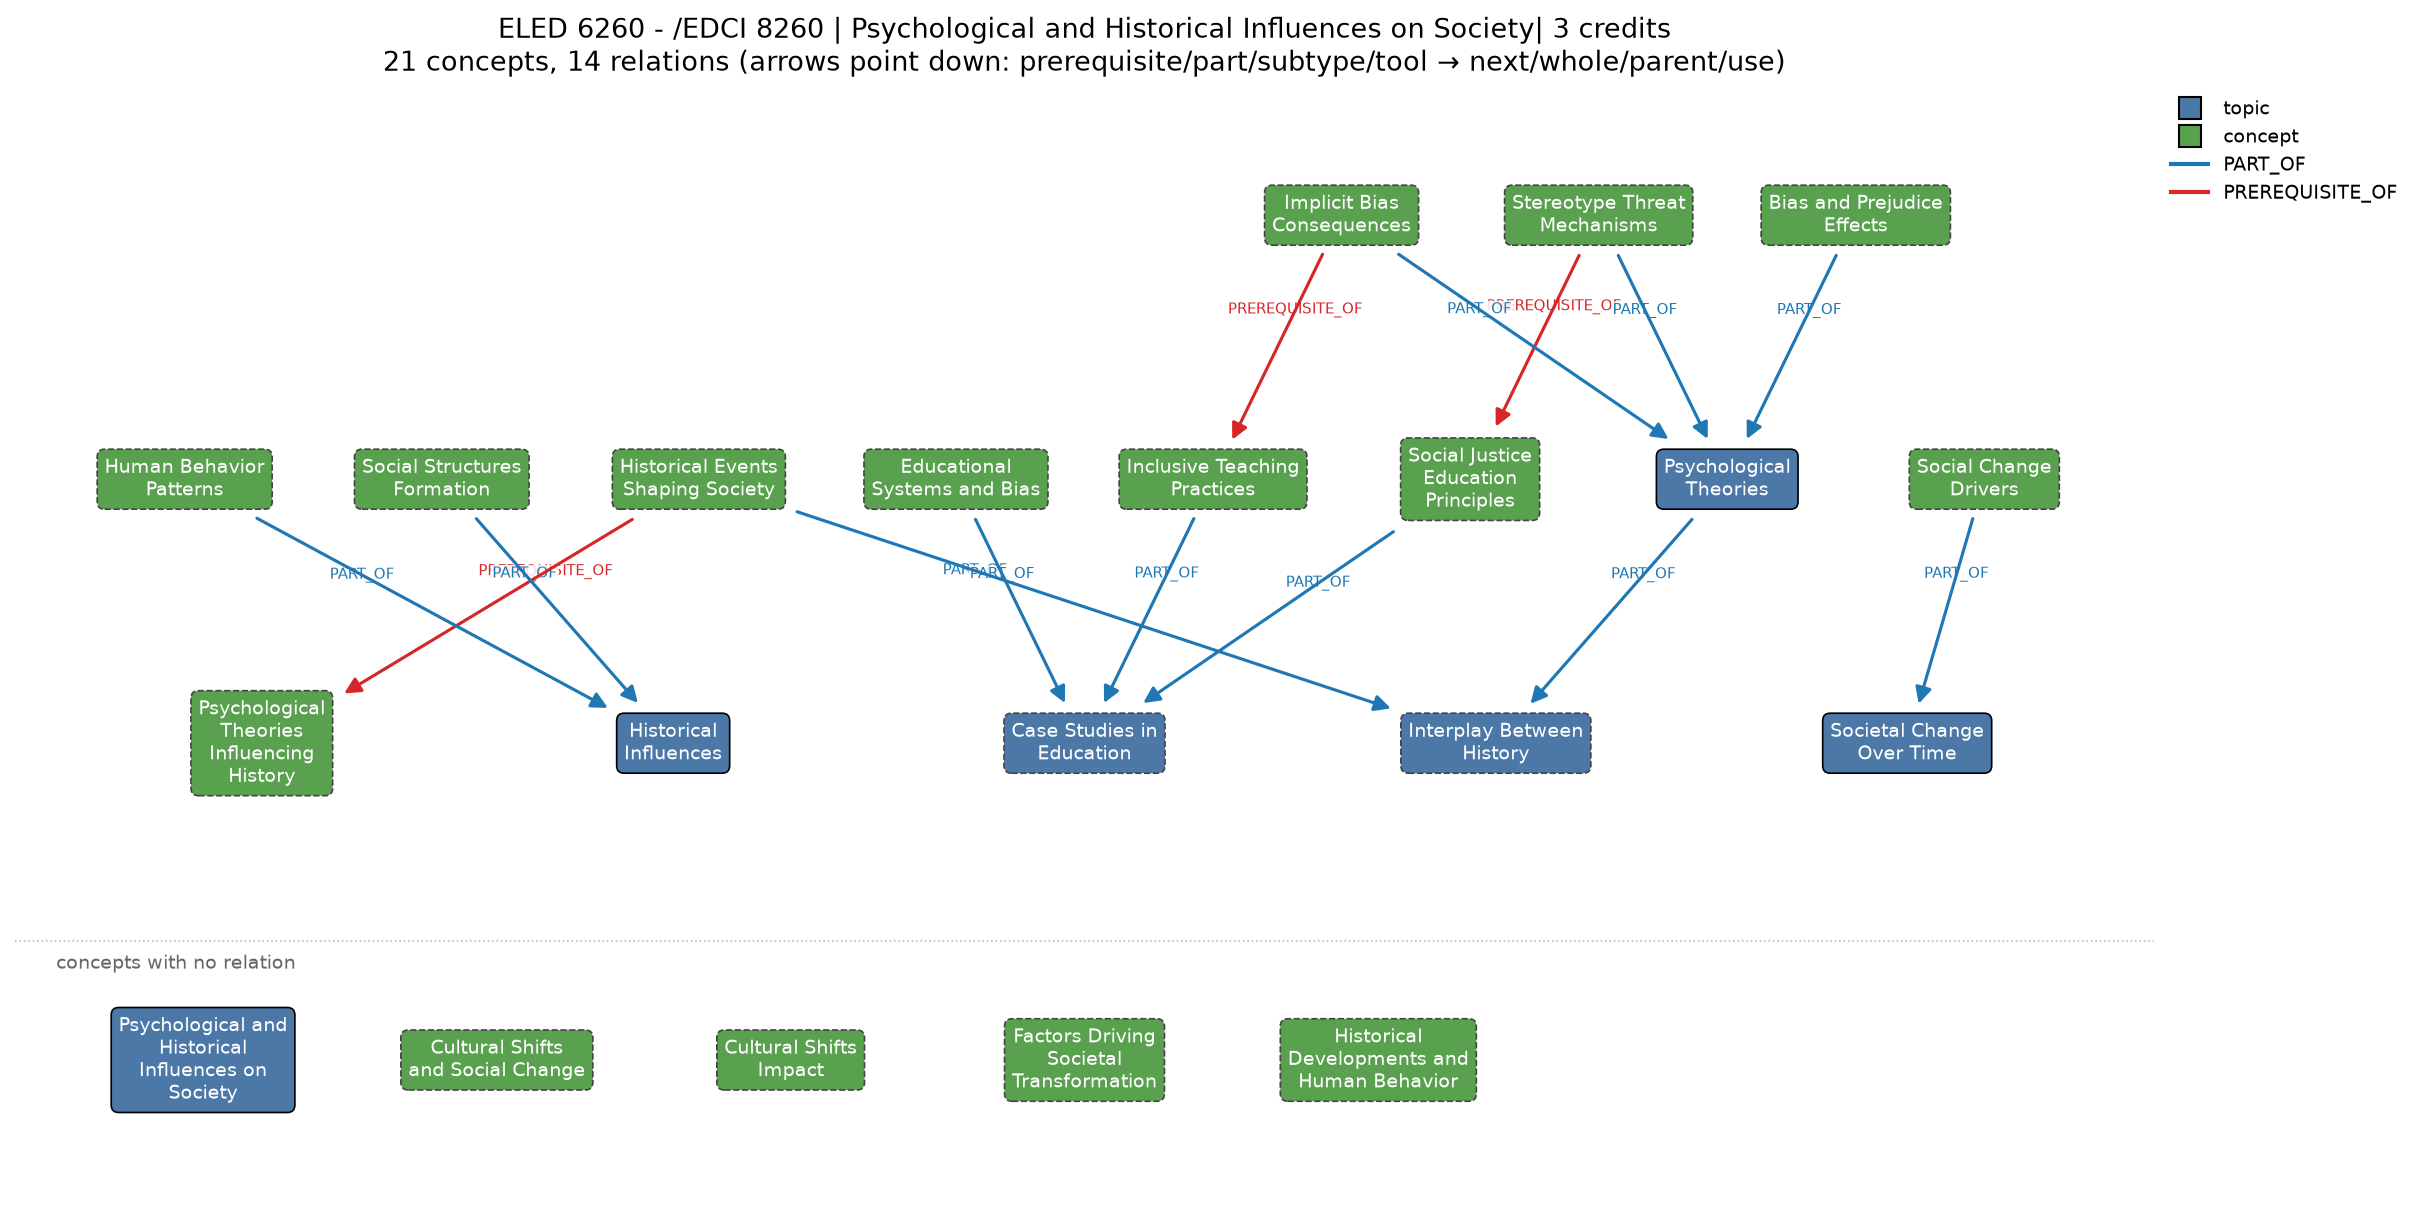 ELED 6260 - /EDCI 8260 | Psychological and Historical Influences on Society| 3 credits
21 concepts, 14 relations (arrows point down: prerequisite/part/subtype/tool → next/whole/parent/use)
topic
concept
PART_OF
PREREQUISITE_OF
Implicit Bias
Consequences
Stereotype Threat
Mechanisms
Bias and Prejudice
Effects
PREREQUISITE_OF
PART_OF
PREREQUISITE_OF
PART_OF
PART_OF
Human Behavior
Patterns
Social Structures
Formation
Historical Events
Shaping Society
Educational
Systems and Bias
Inclusive Teaching
Practices
Social Justice
Education
Principles
Psychological
Theories
Social Change
Drivers
PART_OF
PREREQUISITE_OF
PART_OF
PART_OF
PART_OF
PART_OF
PART_OF
PART_OF
PART_OF
Psychological
Theories
Influencing
History
Historical
Influences
Case Studies in
Education
Interplay Between
History
Societal Change
Over Time
concepts with no relation
Psychological and
Historical
Influences on
Society
Cultural Shifts
and Social Change
Cultural Shifts
Impact
Factors Driving
Societal
Transformation
Historical
Developments and
Human Behavior